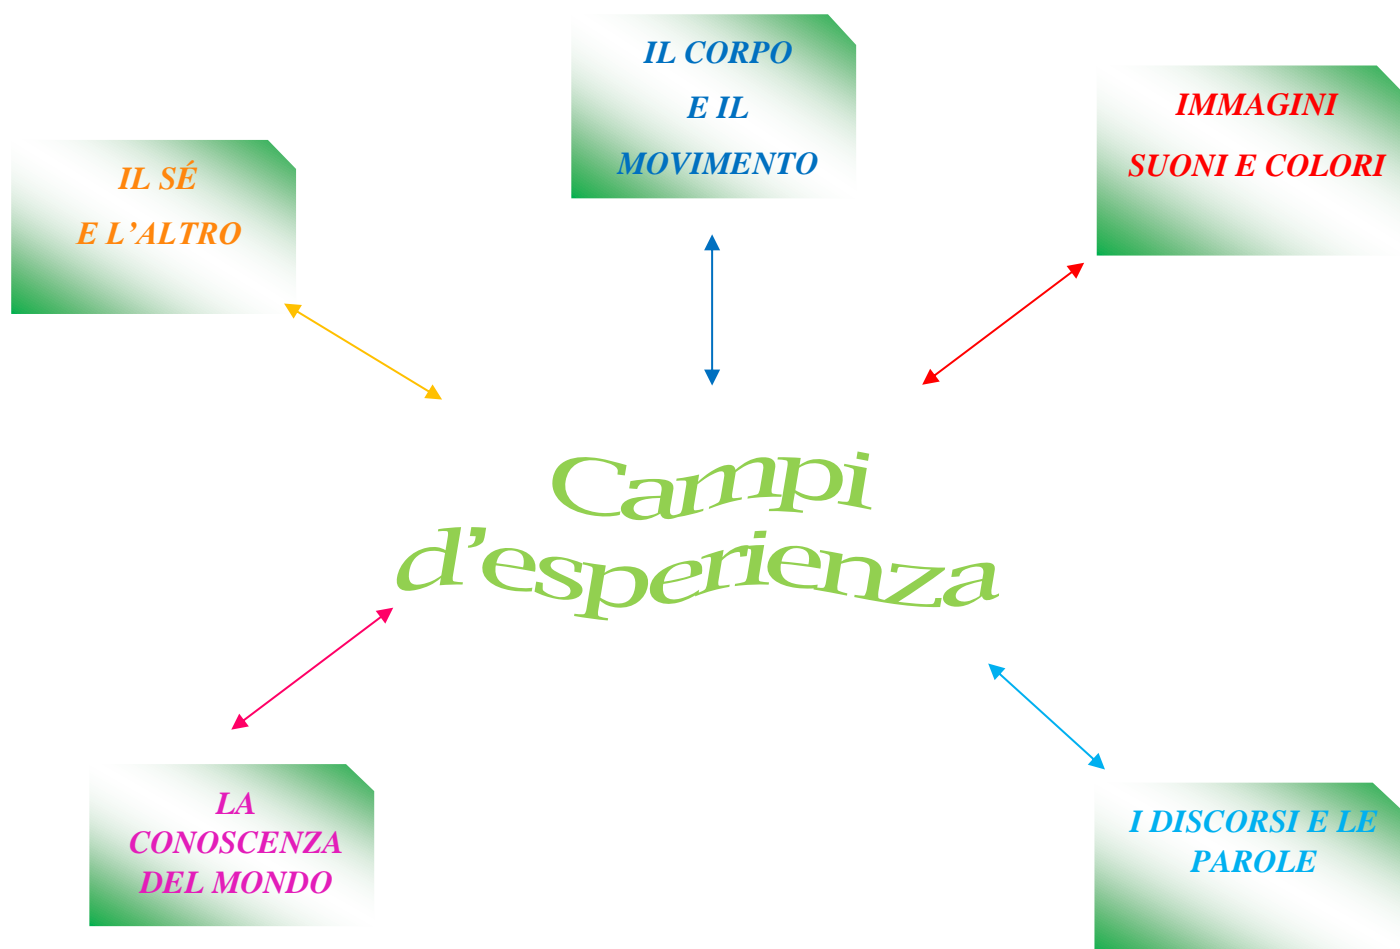 IL CORPO
E IL
MOVIMENTO
IMMAGINI
SUONI E COLORI
IL SÉ
E L’ALTRO
Campi
d’esperienza
LA
CONOSCENZA
DEL MONDO
I DISCORSI E LE
PAROLE